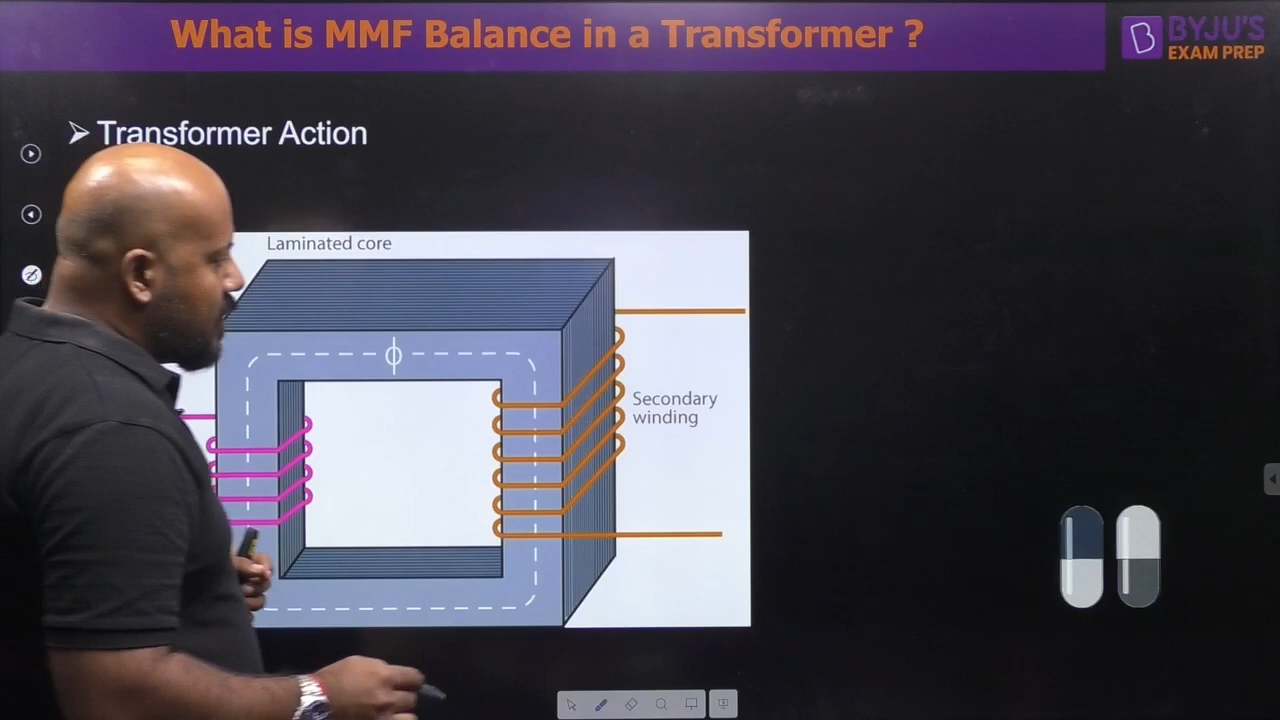 What is MMF Balance in a Transformer ?
BYJU'S
EXAM PREP
Transformer Action
Laminated core
ϕ
Secondary
winding